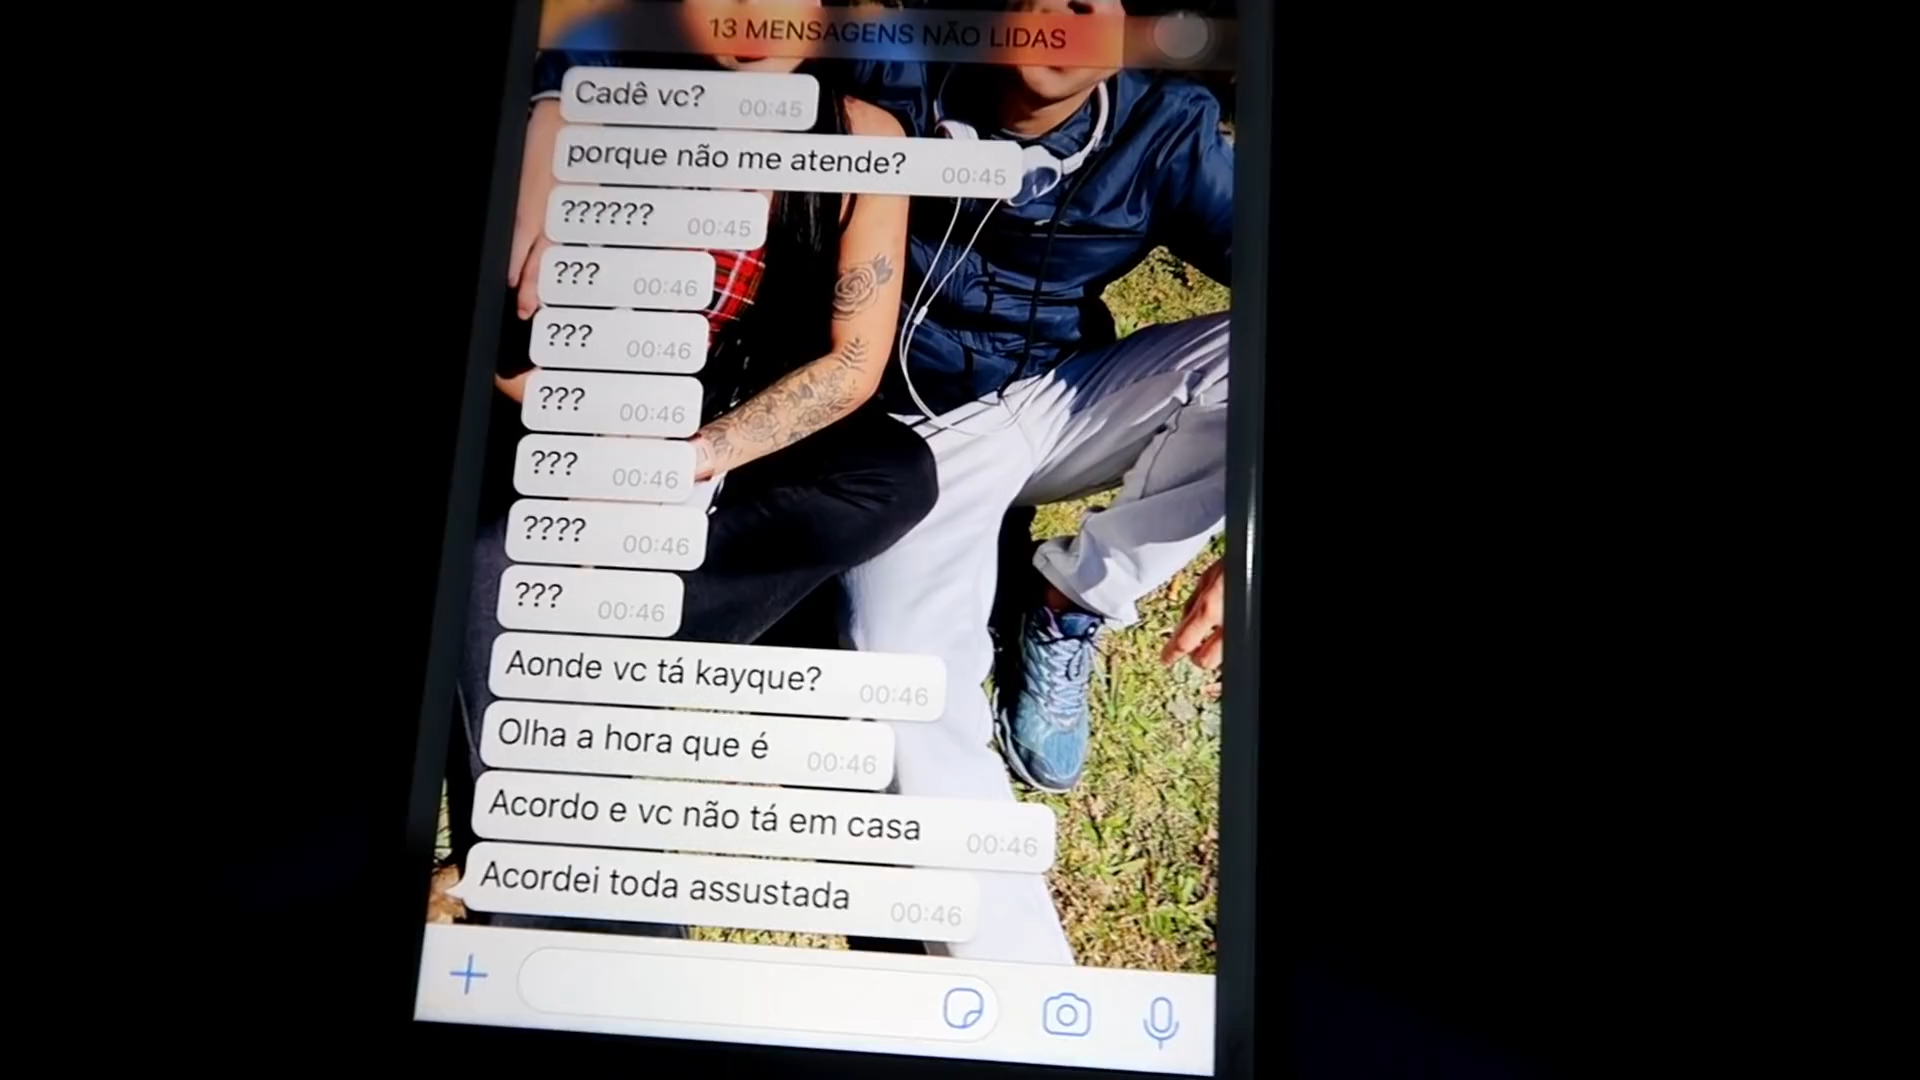 13 MENSAGENS NÃO LIDAS
Cadê vc? 00:45
porque não me atende? 00:45
?????? 00:45
??? 00:46
??? 00:46
??? 00:46
??? 00:46
???? 00:46
??? 00:46
Aonde vc tá kayque? 00:46
Olha a hora que é 00:46
Acordo e vc não tá em casa 00:46
Acordei toda assustada 00:46